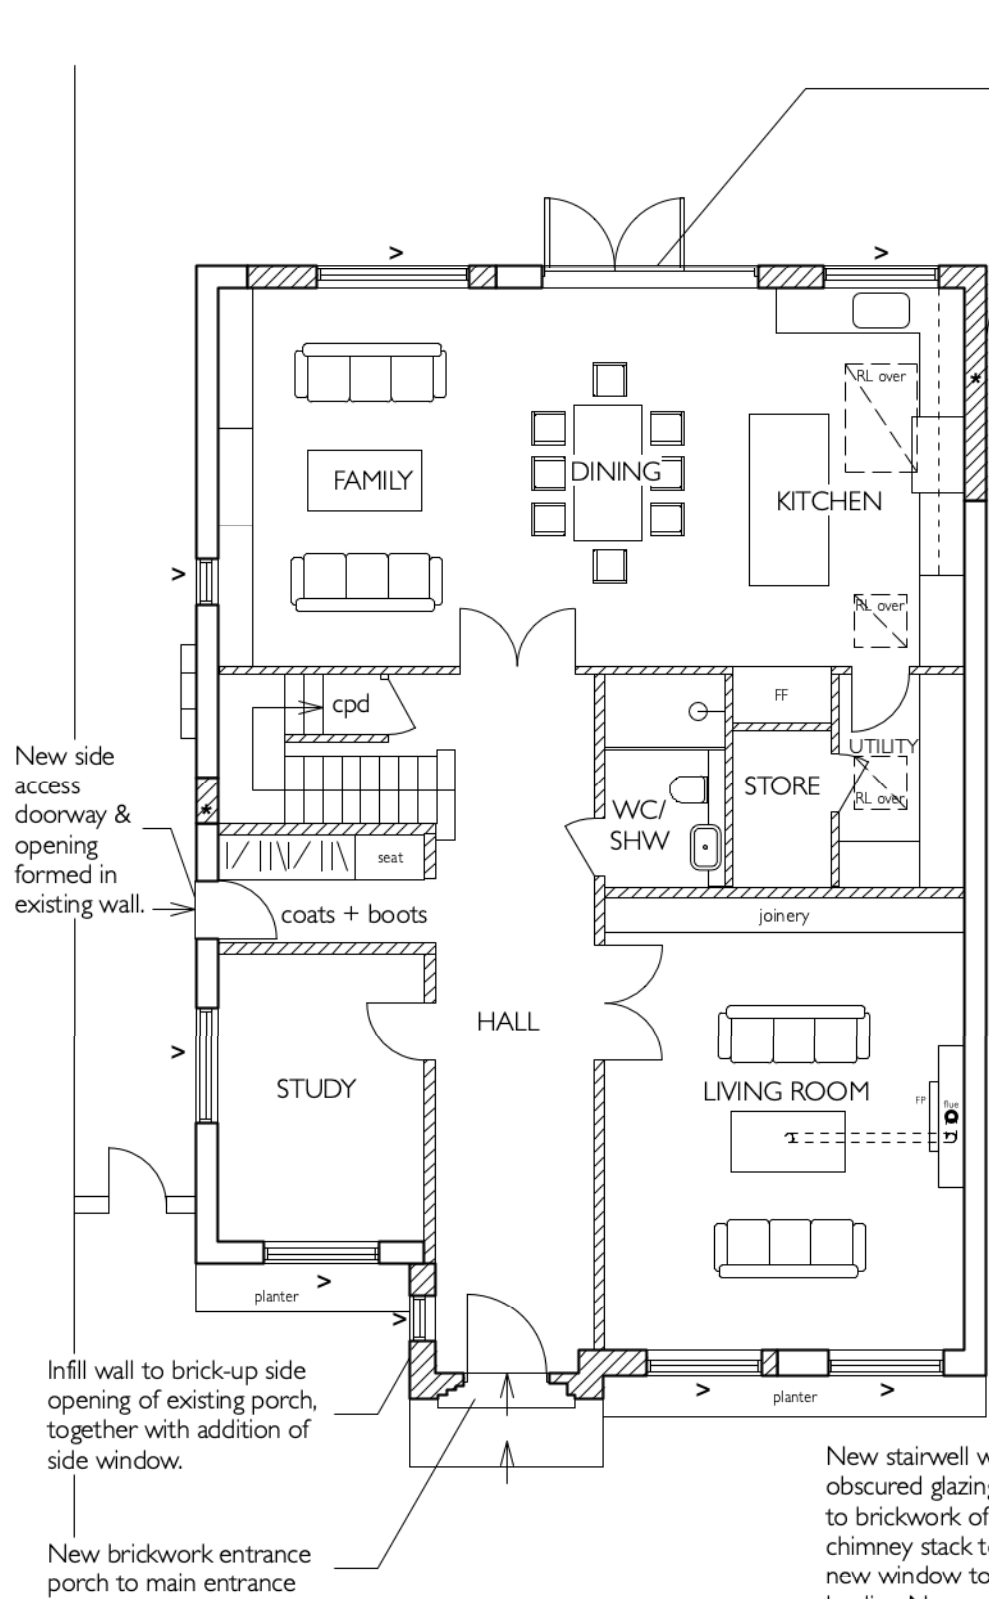 >
>
RL over
*
FAMILY
DINING
KITCHEN
>
RL over
cpd
FF
New side
access
doorway &
opening
formed in
existing wall.
UTILITY
STORE
RL over
*
WC/
SHW
seat
coats + boots
joinery
HALL
>
STUDY
LIVING ROOM
FP
flue
>
planter
>
Infill wall to brick-up side
opening of existing porch,
together with addition of
side window.
>
>
planter
New stairwell w
obscured glazing
to brickwork of
chimney stack to
new window to
New brickwork entrance
porch to main entrance